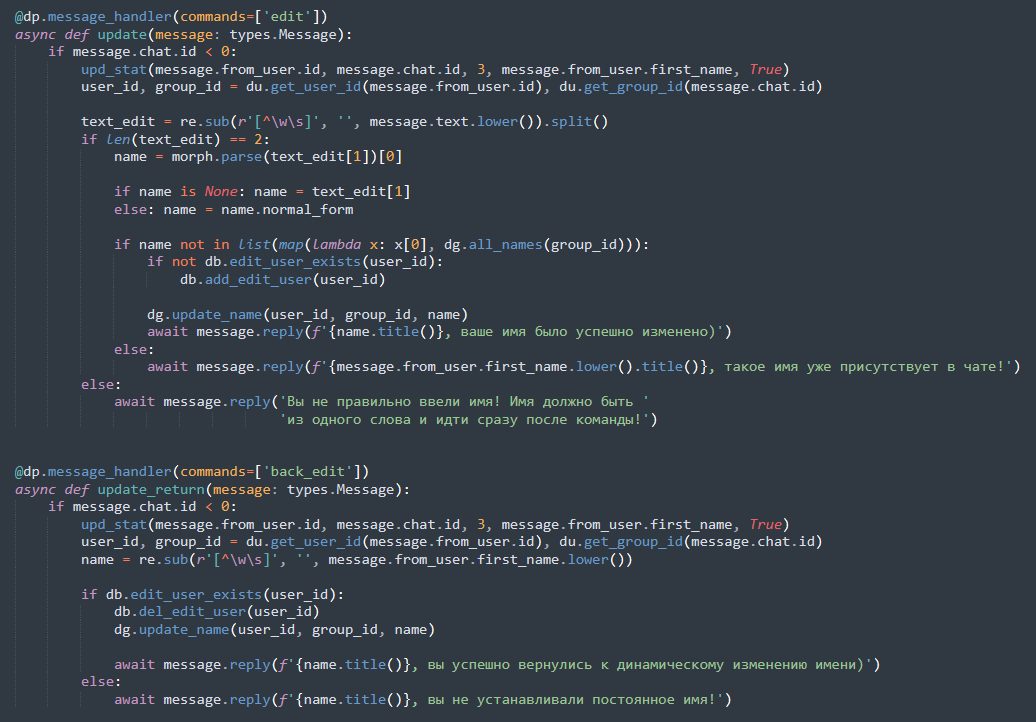 @dp.message_handler(commands=['edit'])
async def update(message: types.Message):
    if message.chat.id < 0:
        upd_stat(message.from_user.id, message.chat.id, 3, message.from_user.first_name, True)
        user_id, group_id = du.get_user_id(message.from_user.id), du.get_group_id(message.chat.id)

        text_edit = re.sub(r'[^\w\s]', '', message.text.lower()).split()
        if len(text_edit) == 2:
            name = morph.parse(text_edit[1])[0]

            if name is None: name = text_edit[1]
            else: name = name.normal_form

            if name not in list(map(lambda x: x[0], dg.all_names(group_id))):
                if not db.edit_user_exists(user_id):
                    db.add_edit_user(user_id)

                dg.update_name(user_id, group_id, name)
                await message.reply(f'{name.title()}, ваше имя было успешно изменено)')
            else:
                await message.reply(f'{message.from_user.first_name.lower().title()}, такое имя уже присутствует в чате!')
        else:
            await message.reply('Вы не правильно ввели имя! Имя должно быть '
                                'из одного слова и идти сразу после команды!')


@dp.message_handler(commands=['back_edit'])
async def update_return(message: types.Message):
    if message.chat.id < 0:
        upd_stat(message.from_user.id, message.chat.id, 3, message.from_user.first_name, True)
        user_id, group_id = du.get_user_id(message.from_user.id), du.get_group_id(message.chat.id)
        name = re.sub(r'[^\w\s]', '', message.from_user.first_name.lower())

        if db.edit_user_exists(user_id):
            db.del_edit_user(user_id)
            dg.update_name(user_id, group_id, name)

            await message.reply(f'{name.title()}, вы успешно вернулись к динамическому изменению имени)')
        else:
            await message.reply(f'{name.title()}, вы не устанавливали постоянное имя!')